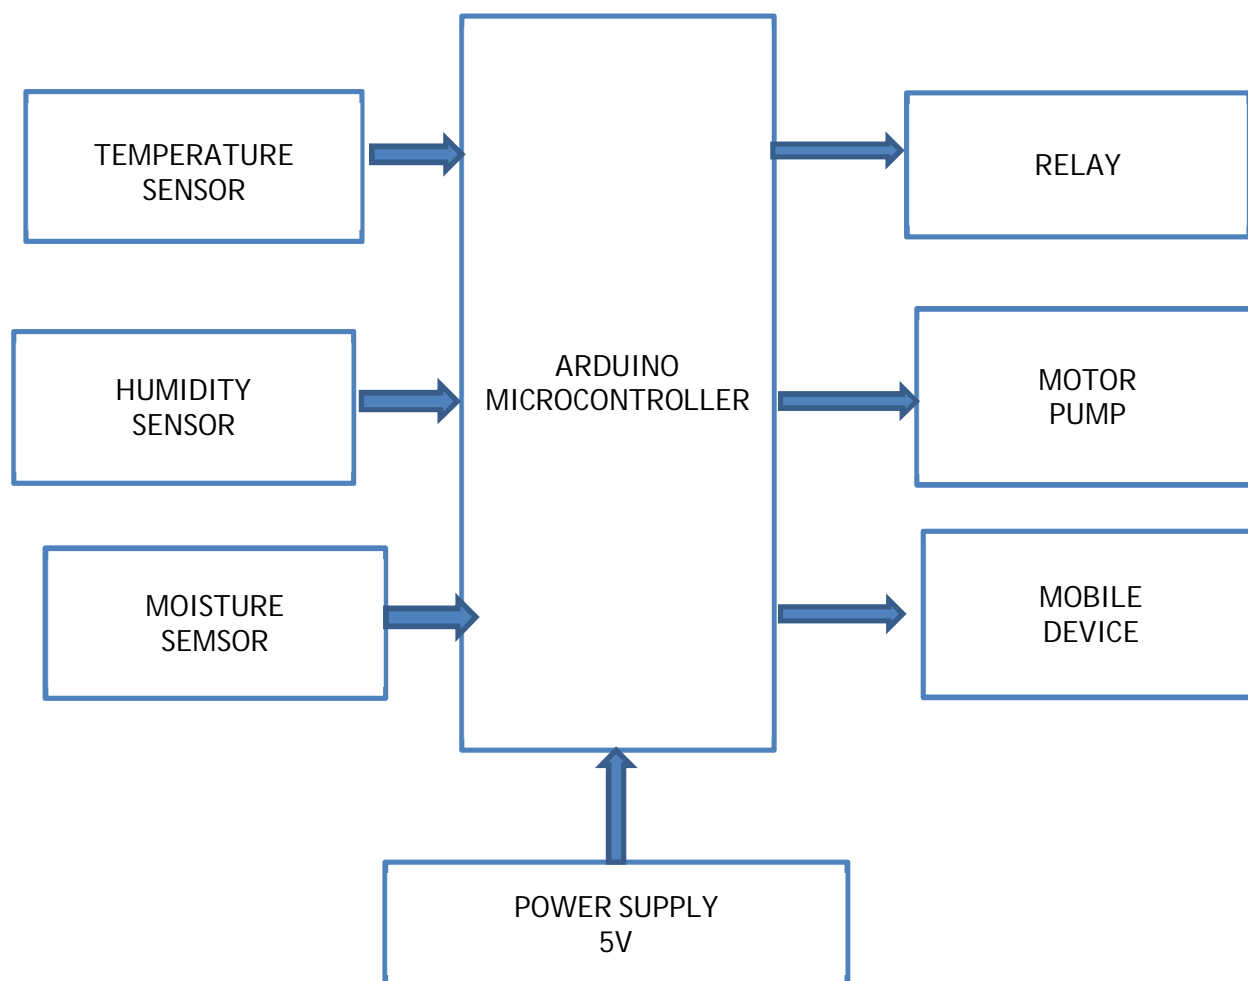 TEMPERATURE
SENSOR
HUMIDITY
SENSOR
MOISTURE
SEMSOR
ARDUINO
MICROCONTROLLER
RELAY
MOTOR
PUMP
MOBILE
DEVICE
POWER SUPPLY
5V